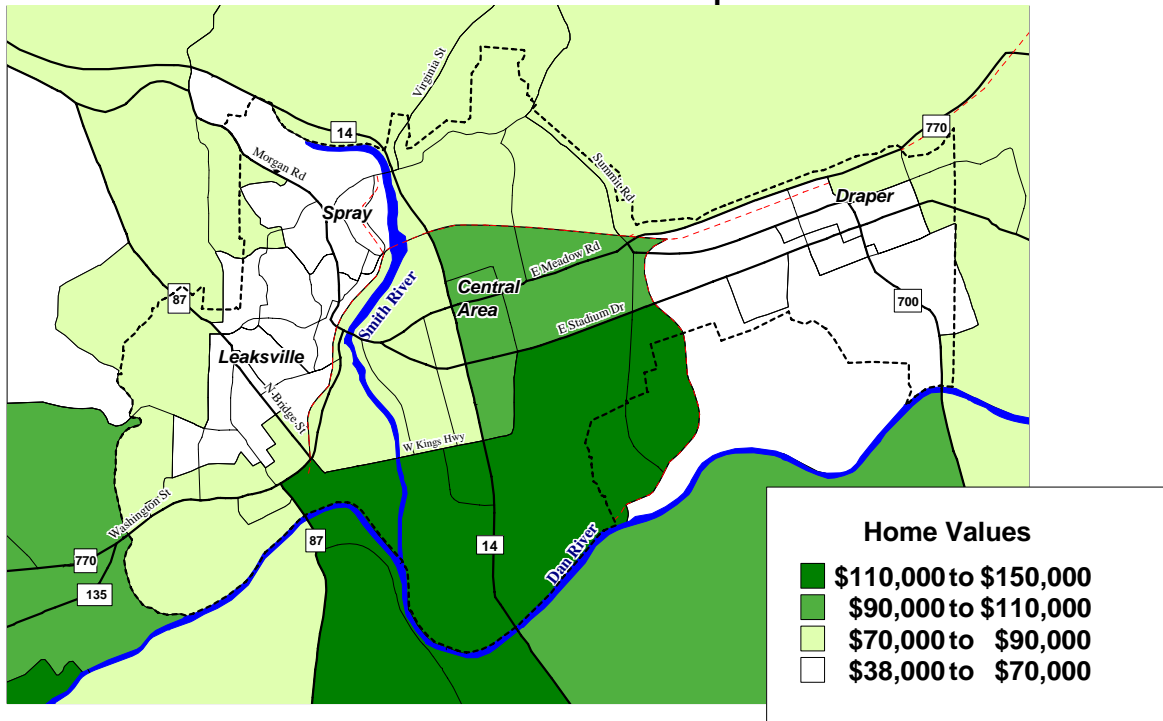 Virginia St
14
770
Morgan Rd
Summit Rd
Draper
Spray
E Meadow Rd
Central
Area
87
Smith River
700
E Stadium Dr
Leaksville
N Bridge St
W Kings Hwy
Washington St
87
14
Dan River
770
135
Home Values
$110,000 to $150,000
$90,000 to $110,000
$70,000 to $90,000
$38,000 to $70,000